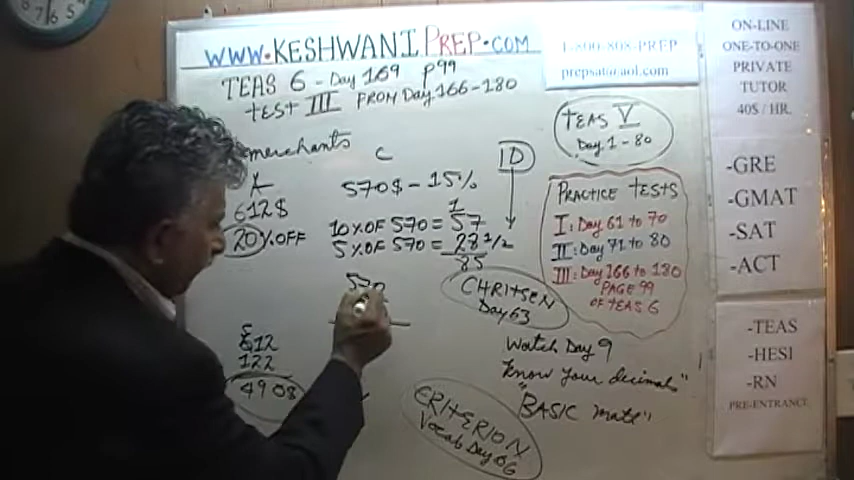 WWW.KESHWANIPREP.COM
1-800-808-PREP
prepsat@aol.com
TEAS 6 - Day 169 P99
TEST III FROM Day 166-180
merchants
C
612$
20% OFF
570$ - 15%
10% OF 570 = 57
5% OF 570 = 28 1/2
85
570
612
122
490$
ID
TEAS V
Day 1-80
PRACTICE TESTS
I: Day 61 to 70
II: Day 71 to 80
III: Day 166 to 180
PAGE 99
OF TEAS 6
CHRITSEN
Day 63
Watch Day 9
"Know your decimals"
"BASIC math"
CRITERION
Vocab Day 86
ON-LINE
ONE-TO-ONE
PRIVATE
TUTOR
40$ / HR.
-GRE
-GMAT
-SAT
-ACT
-TEAS
-HESI
-RN
PRE-ENTRANCE